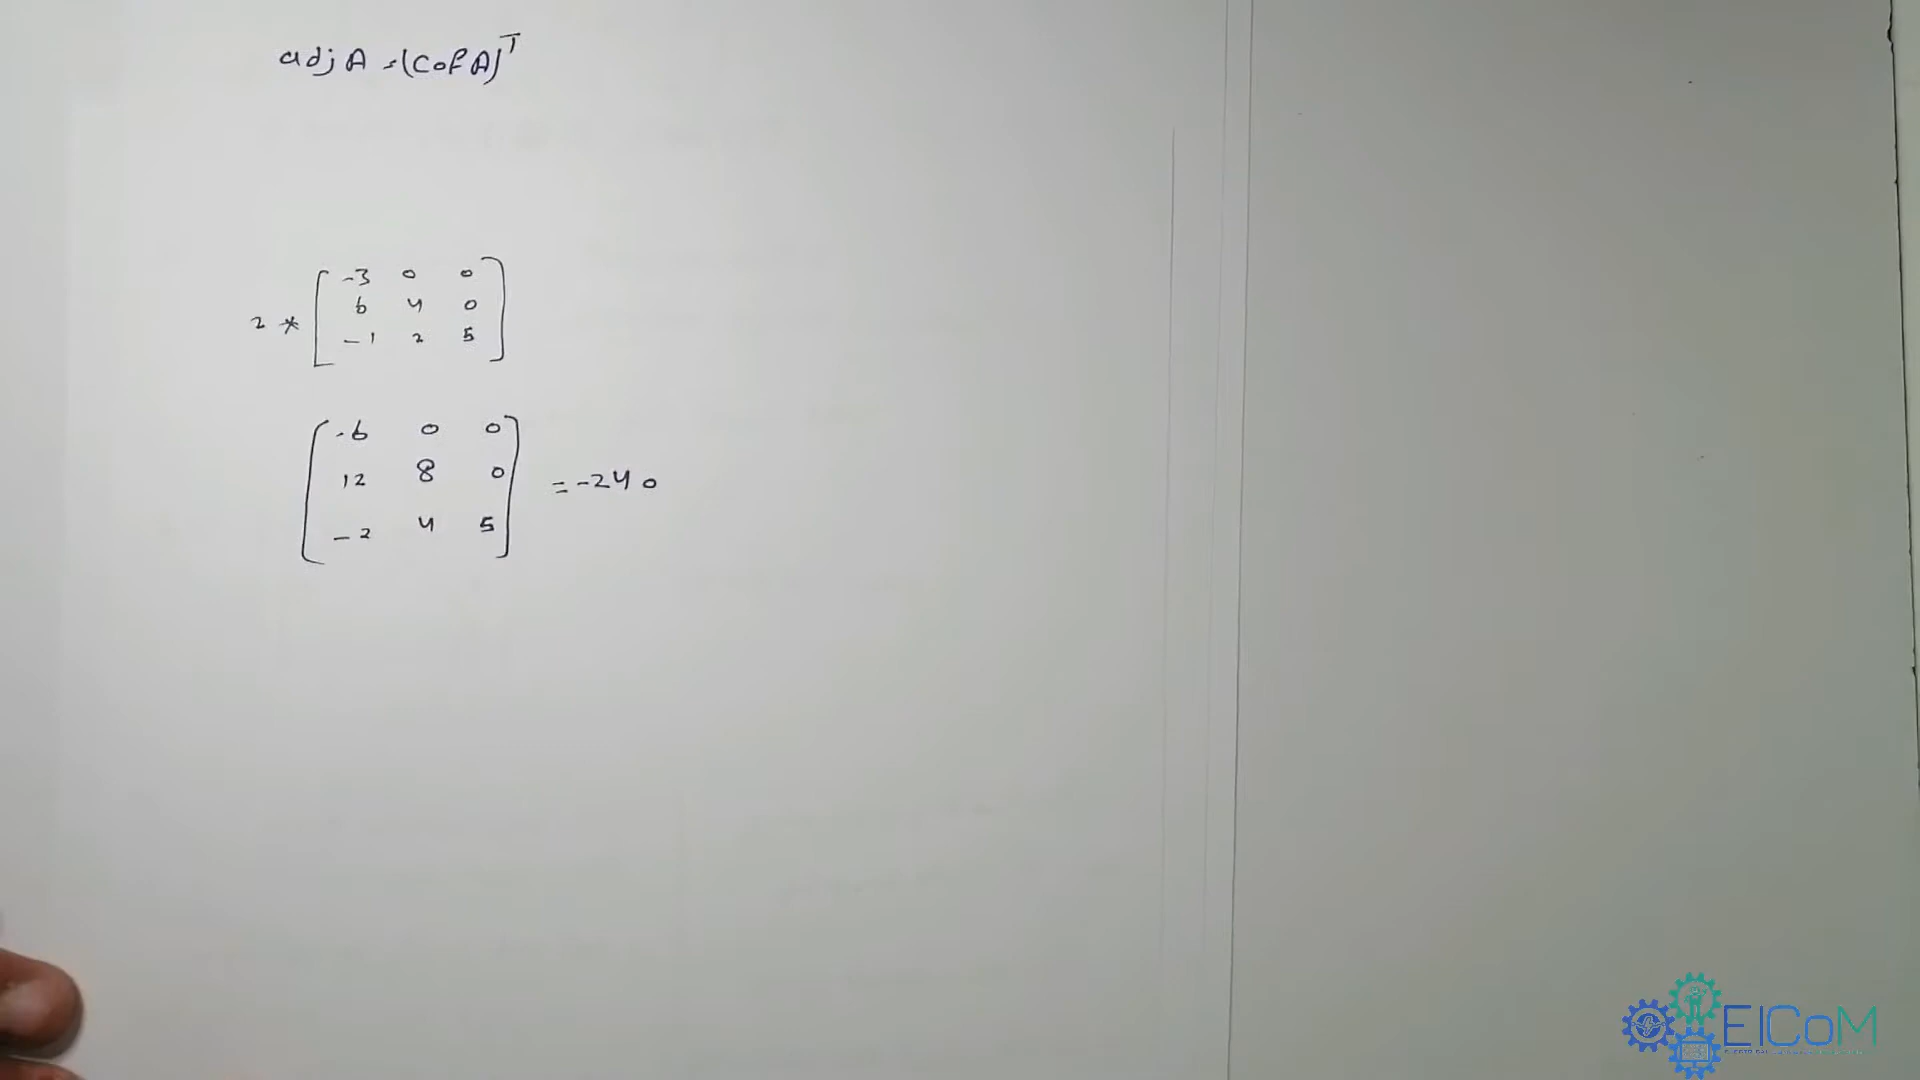 adj A = (Cof A)^T
2 * [ -3 0 0
6 4 0
-1 2 5 ]
[ -6 0 0
12 8 0
-2 4 5 ] = -240
EICoM